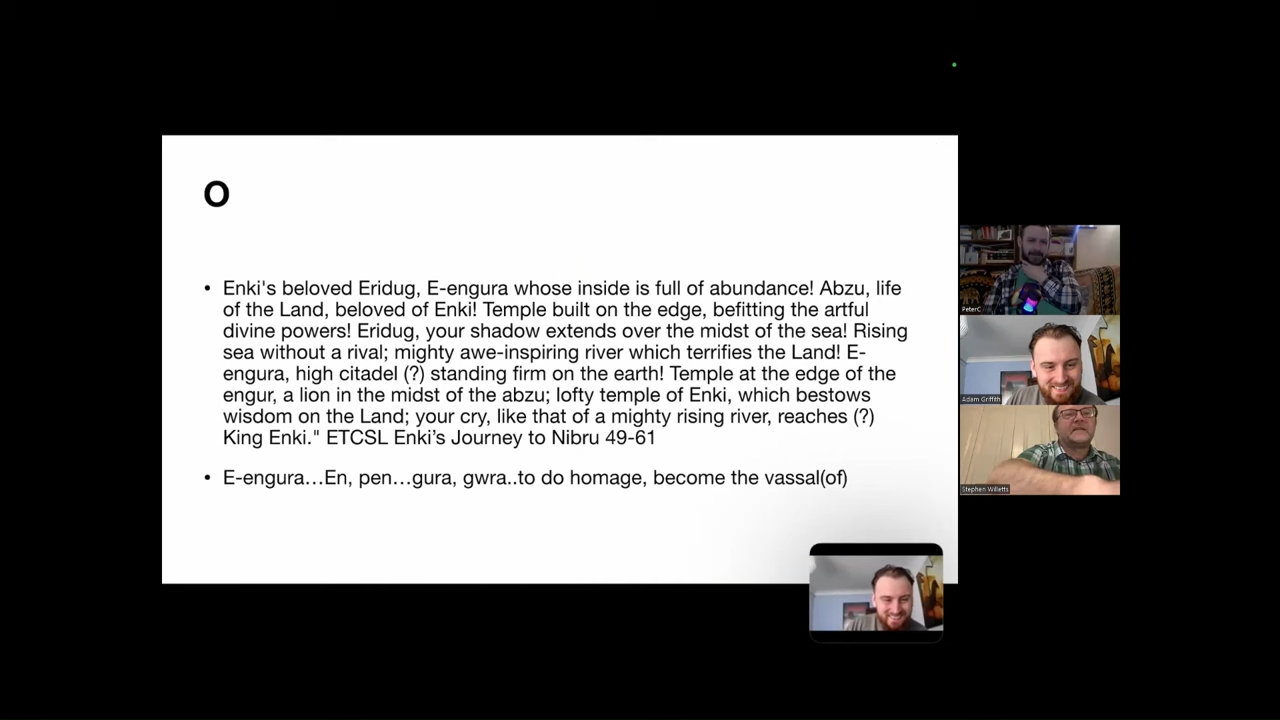 O
• Enki's beloved Eridug, E-engura whose inside is full of abundance! Abzu, life
of the Land, beloved of Enki! Temple built on the edge, befitting the artful
divine powers! Eridug, your shadow extends over the midst of the sea! Rising
sea without a rival; mighty awe-inspiring river which terrifies the Land! E-
engura, high citadel (?) standing firm on the earth! Temple at the edge of the
engur, a lion in the midst of the abzu; lofty temple of Enki, which bestows
wisdom on the Land; your cry, like that of a mighty rising river, reaches (?)
King Enki." ETCSL Enki’s Journey to Nibru 49-61
• E-engura…En, pen…gura, gwra..to do homage, become the vassal(of)
PeterC
Adam Griffith
Stephen Willetts